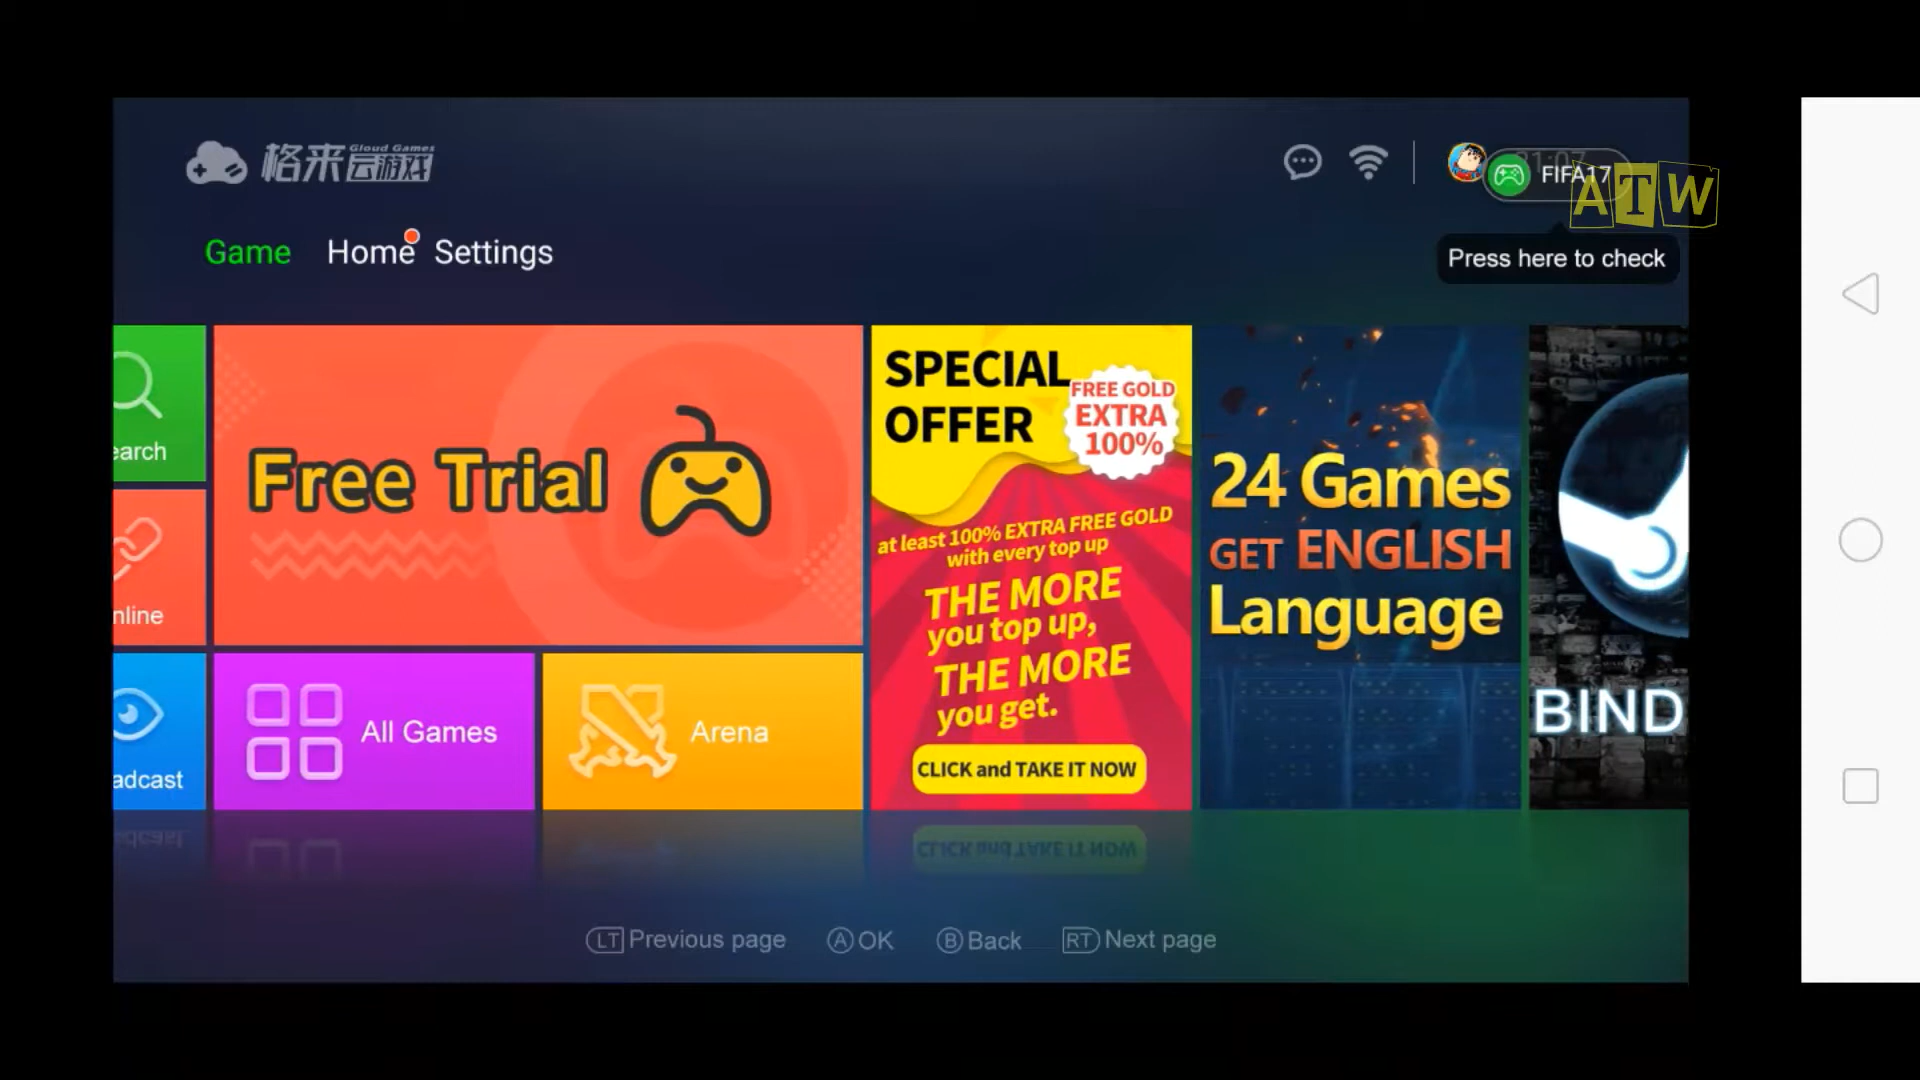 格来云游戏
Gloud Games
21:07
FIFA17
ATW
Game
Home
Settings
Press here to check
earch
nline
adcast
Free Trial
All Games
Arena
SPECIAL
OFFER
FREE GOLD
EXTRA
100%
at least 100% EXTRA FREE GOLD
with every top up
THE MORE
you top up,
THE MORE
you get.
CLICK and TAKE IT NOW
24 Games
GET ENGLISH
Language
BIND
LT Previous page
A OK
B Back
RT Next page